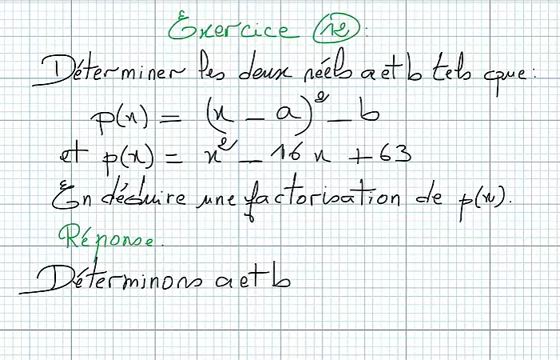 Exercice 12:
Déterminer les deux réels a et b tels que:
p(x) = (x - a)² - b
et p(x) = x² - 16x + 63
En déduire une factorisation de p(x).
Réponse.
Déterminons a et b